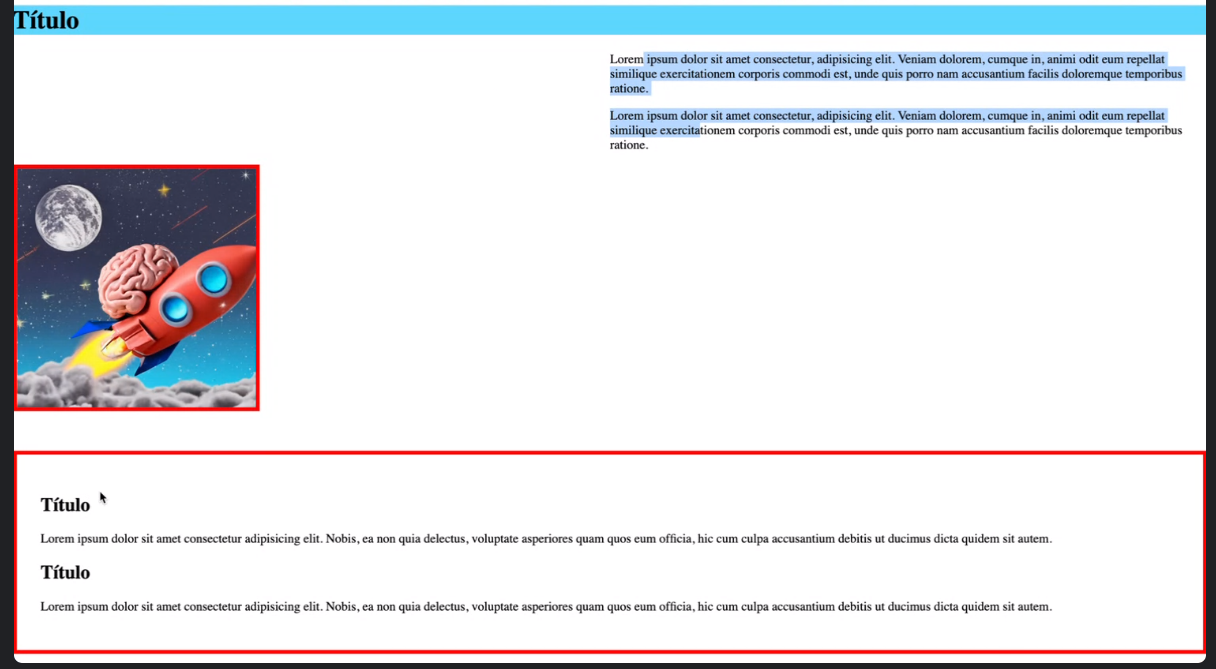 Título
Lorem ipsum dolor sit amet consectetur, adipisicing elit. Veniam dolorem, cumque in, animi odit eum repellat
similique exercitationem corporis commodi est, unde quis porro nam accusantium facilis doloremque temporibus
ratione.
Lorem ipsum dolor sit amet consectetur, adipisicing elit. Veniam dolorem, cumque in, animi odit eum repellat
similique exercitationem corporis commodi est, unde quis porro nam accusantium facilis doloremque temporibus
ratione.
Título
Lorem ipsum dolor sit amet consectetur adipisicing elit. Nobis, ea non quia delectus, voluptate asperiores quam quos eum officia, hic cum culpa accusantium debitis ut ducimus dicta quidem sit autem.
Título
Lorem ipsum dolor sit amet consectetur adipisicing elit. Nobis, ea non quia delectus, voluptate asperiores quam quos eum officia, hic cum culpa accusantium debitis ut ducimus dicta quidem sit autem.